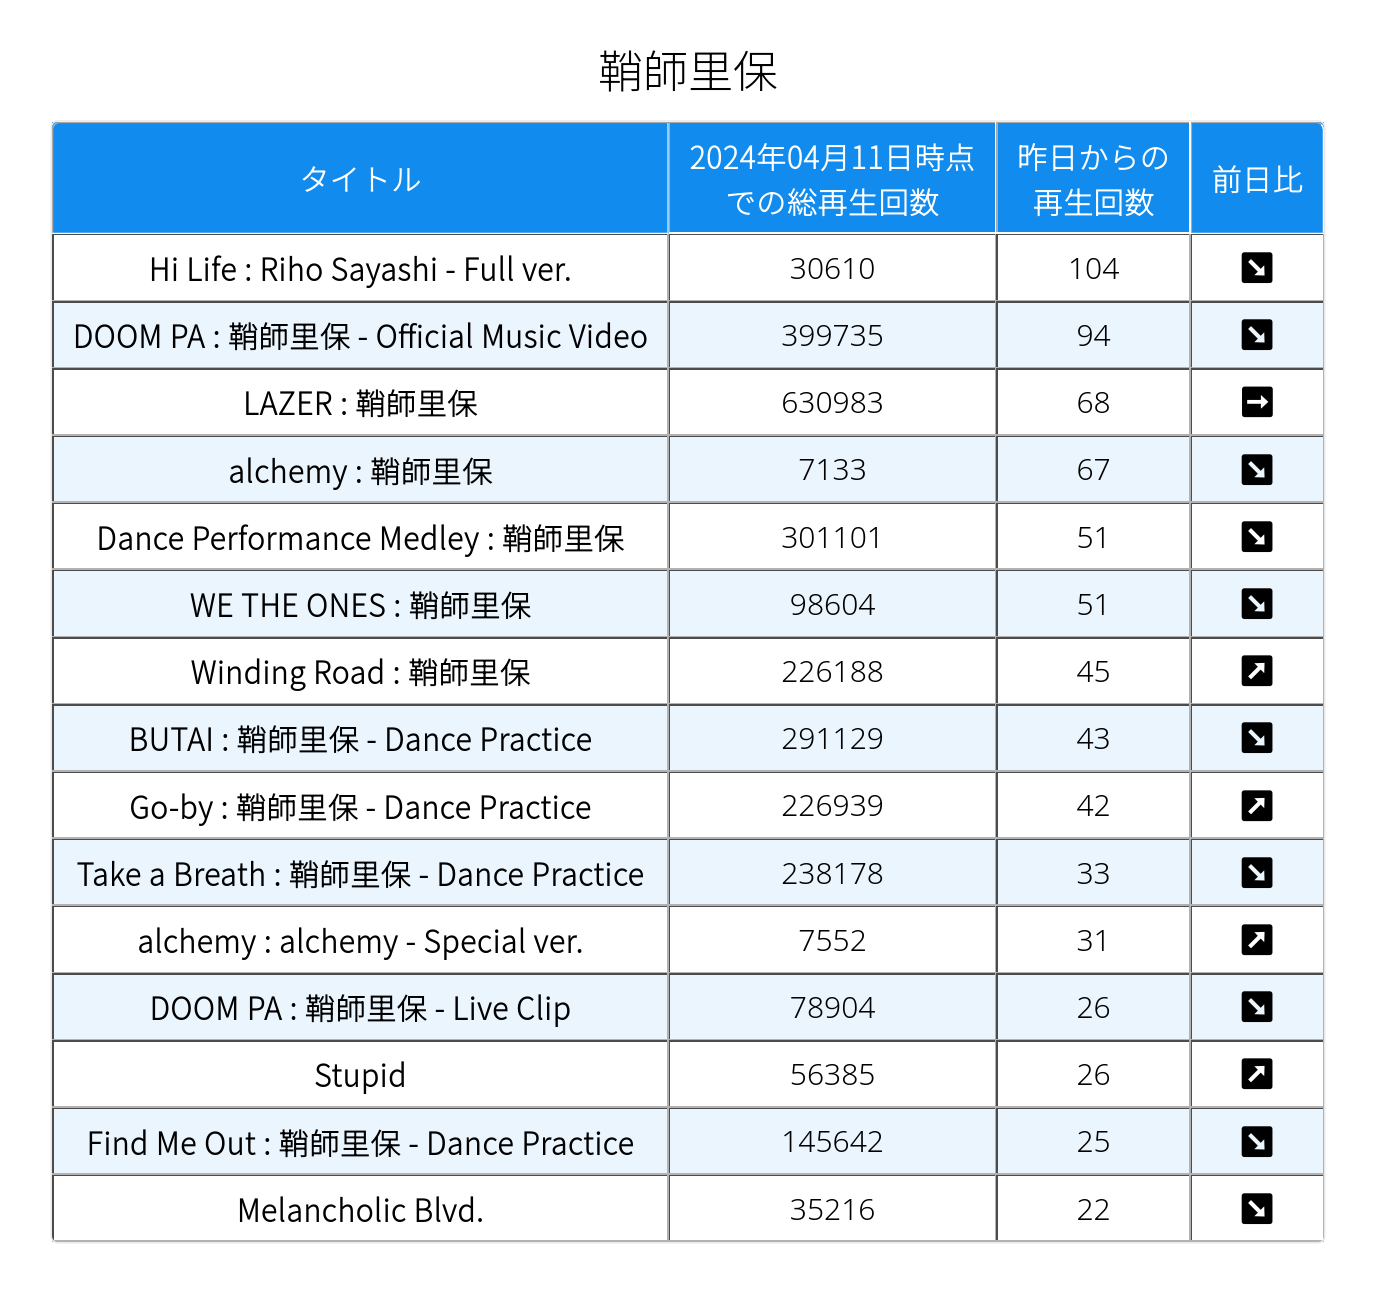 鞘師里保
タイトル
2024年04月11日時点
での総再生回数
昨日からの
再生回数
前日比
Hi Life : Riho Sayashi - Full ver. 30610 104 ↘
DOOM PA : 鞘師里保 - Official Music Video 399735 94 ↘
LAZER : 鞘師里保 630983 68 →
alchemy : 鞘師里保 7133 67 ↘
Dance Performance Medley : 鞘師里保 301101 51 ↘
WE THE ONES : 鞘師里保 98604 51 ↘
Winding Road : 鞘師里保 226188 45 ↗
BUTAI : 鞘師里保 - Dance Practice 291129 43 ↘
Go-by : 鞘師里保 - Dance Practice 226939 42 ↗
Take a Breath : 鞘師里保 - Dance Practice 238178 33 ↘
alchemy : alchemy - Special ver. 7552 31 ↗
DOOM PA : 鞘師里保 - Live Clip 78904 26 ↘
Stupid 56385 26 ↗
Find Me Out : 鞘師里保 - Dance Practice 145642 25 ↘
Melancholic Blvd. 35216 22 ↘